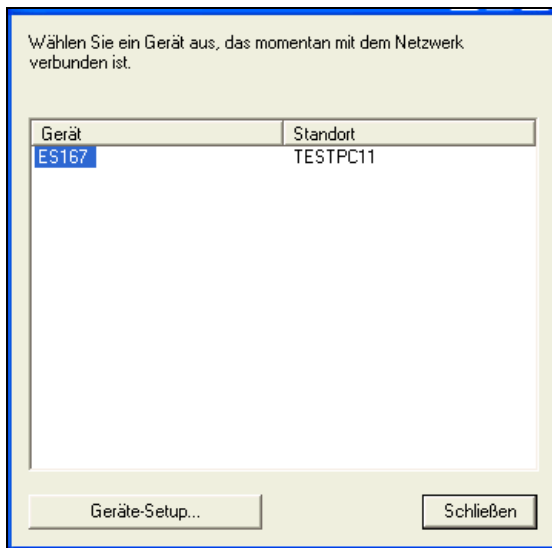 Wählen Sie ein Gerät aus, das momentan mit dem Netzwerk
verbunden ist.
Gerät Standort
ES167 TESTPC11
Geräte-Setup... Schließen